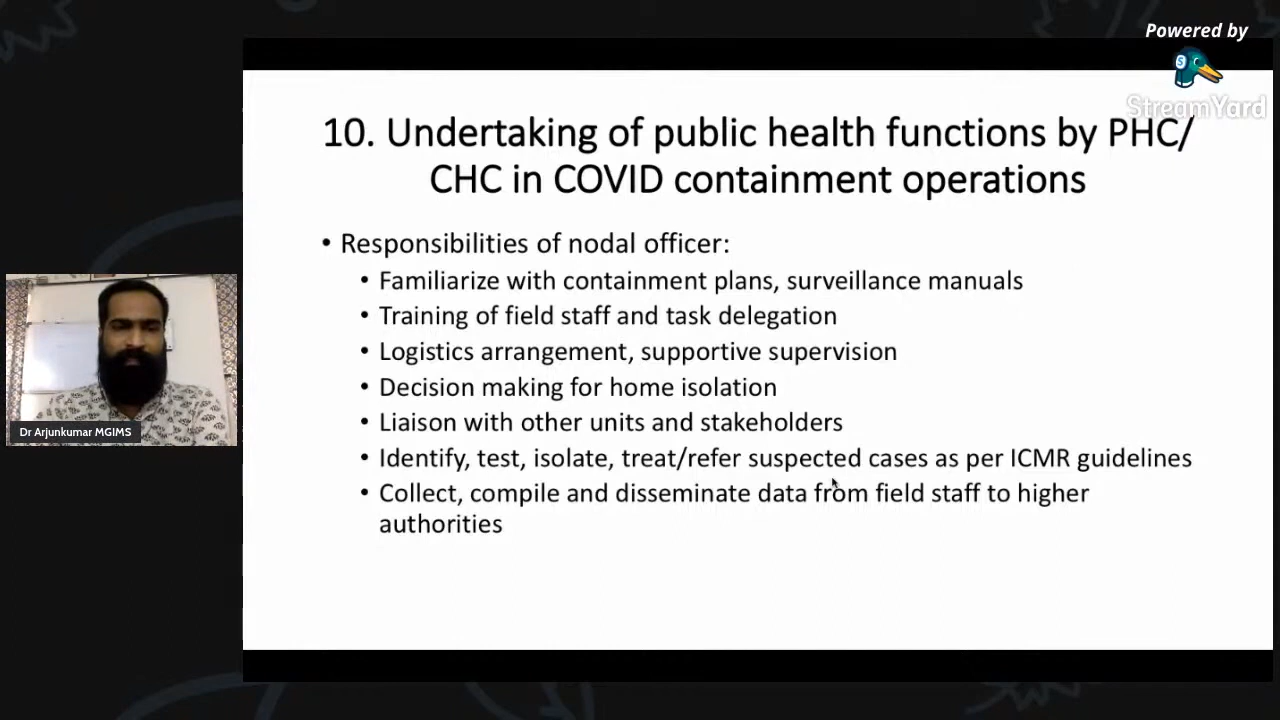 Powered by
StreamYard
10. Undertaking of public health functions by PHC/
CHC in COVID containment operations
• Responsibilities of nodal officer:
• Familiarize with containment plans, surveillance manuals
• Training of field staff and task delegation
• Logistics arrangement, supportive supervision
• Decision making for home isolation
• Liaison with other units and stakeholders
• Identify, test, isolate, treat/refer suspected cases as per ICMR guidelines
• Collect, compile and disseminate data from field staff to higher
authorities
Dr Arjunkumar MGIMS